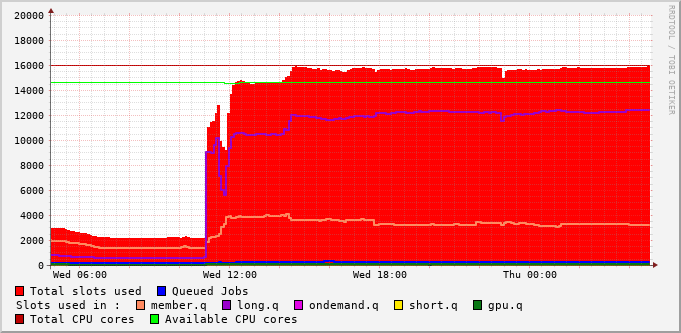 RRDTOOL / TOBI OETIKER
20000
18000
16000
14000
12000
10000
8000
6000
4000
2000
0
Wed 06:00 Wed 12:00 Wed 18:00 Thu 00:00
Total slots used Queued Jobs
Slots used in : member.q long.q ondemand.q short.q gpu.q
Total CPU cores Available CPU cores